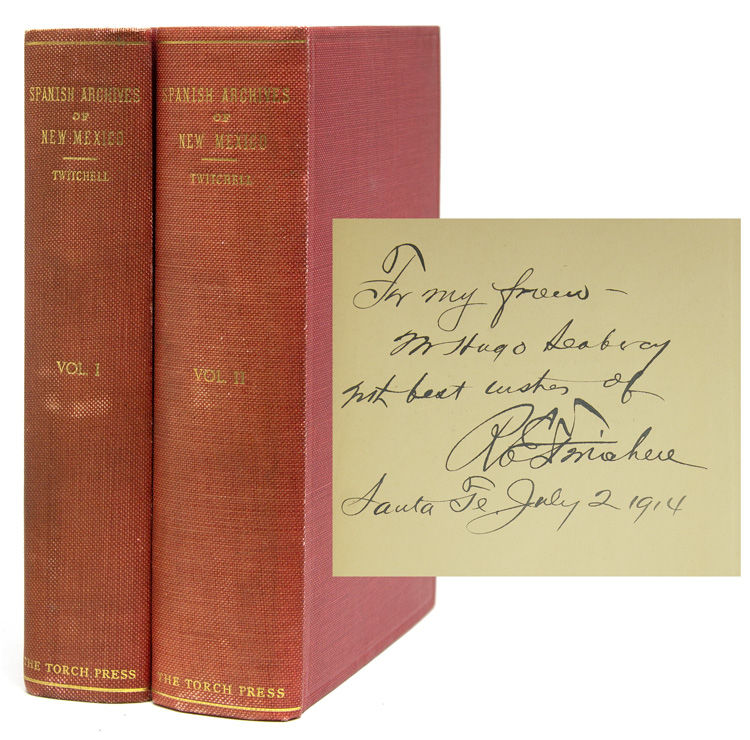 SPANISH ARCHIVES
OF
NEW MEXICO
TWITCHELL
VOL. I
THE TORCH PRESS
SPANISH ARCHIVES
OF
NEW MEXICO
TWITCHELL
VOL. II
THE TORCH PRESS
For my friend —
Mr Hugo Seaberg
with best wishes of
R E Twitchell
Santa Fe. July 2 1914